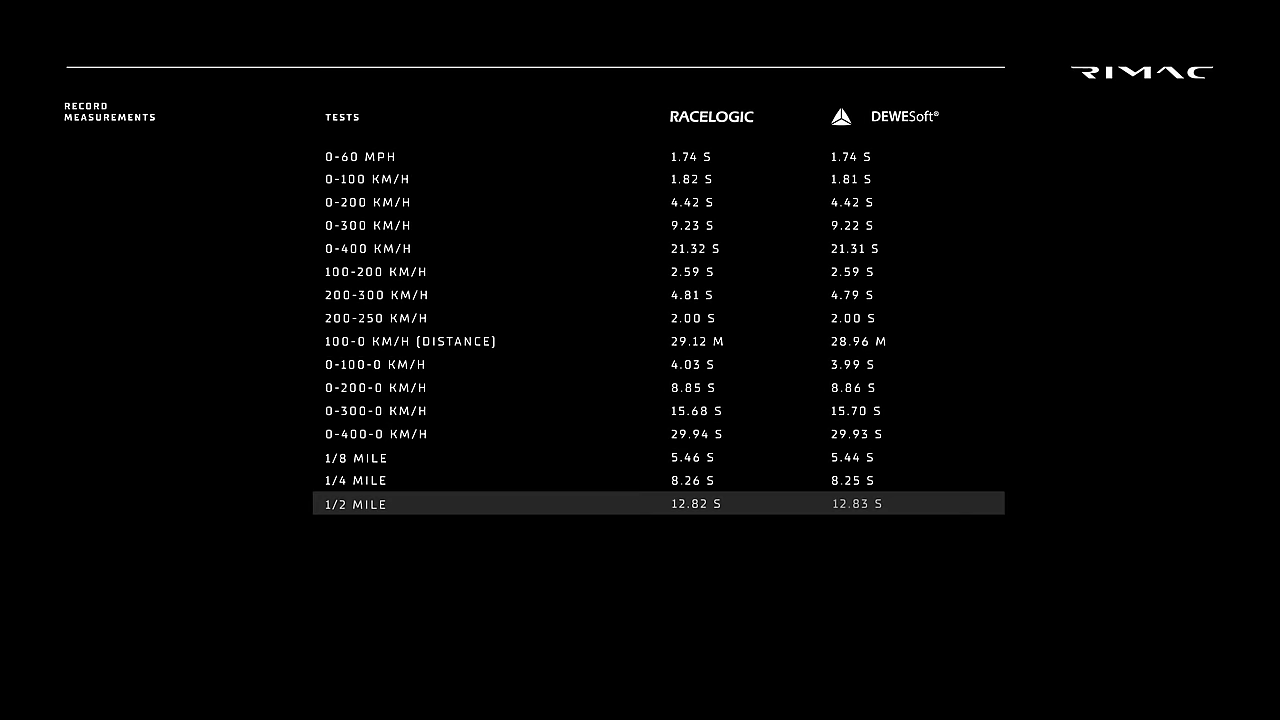 RIMAC
RECORD
MEASUREMENTS
TESTS RACELOGIC DEWESoft®
0-60 MPH 1.74 S 1.74 S
0-100 KM/H 1.82 S 1.81 S
0-200 KM/H 4.42 S 4.42 S
0-300 KM/H 9.23 S 9.22 S
0-400 KM/H 21.32 S 21.31 S
100-200 KM/H 2.59 S 2.59 S
200-300 KM/H 4.81 S 4.79 S
200-250 KM/H 2.00 S 2.00 S
100-0 KM/H (DISTANCE) 29.12 M 28.96 M
0-100-0 KM/H 4.03 S 3.99 S
0-200-0 KM/H 8.85 S 8.86 S
0-300-0 KM/H 15.68 S 15.70 S
0-400-0 KM/H 29.94 S 29.93 S
1/8 MILE 5.46 S 5.44 S
1/4 MILE 8.26 S 8.25 S
1/2 MILE 12.82 S 12.83 S